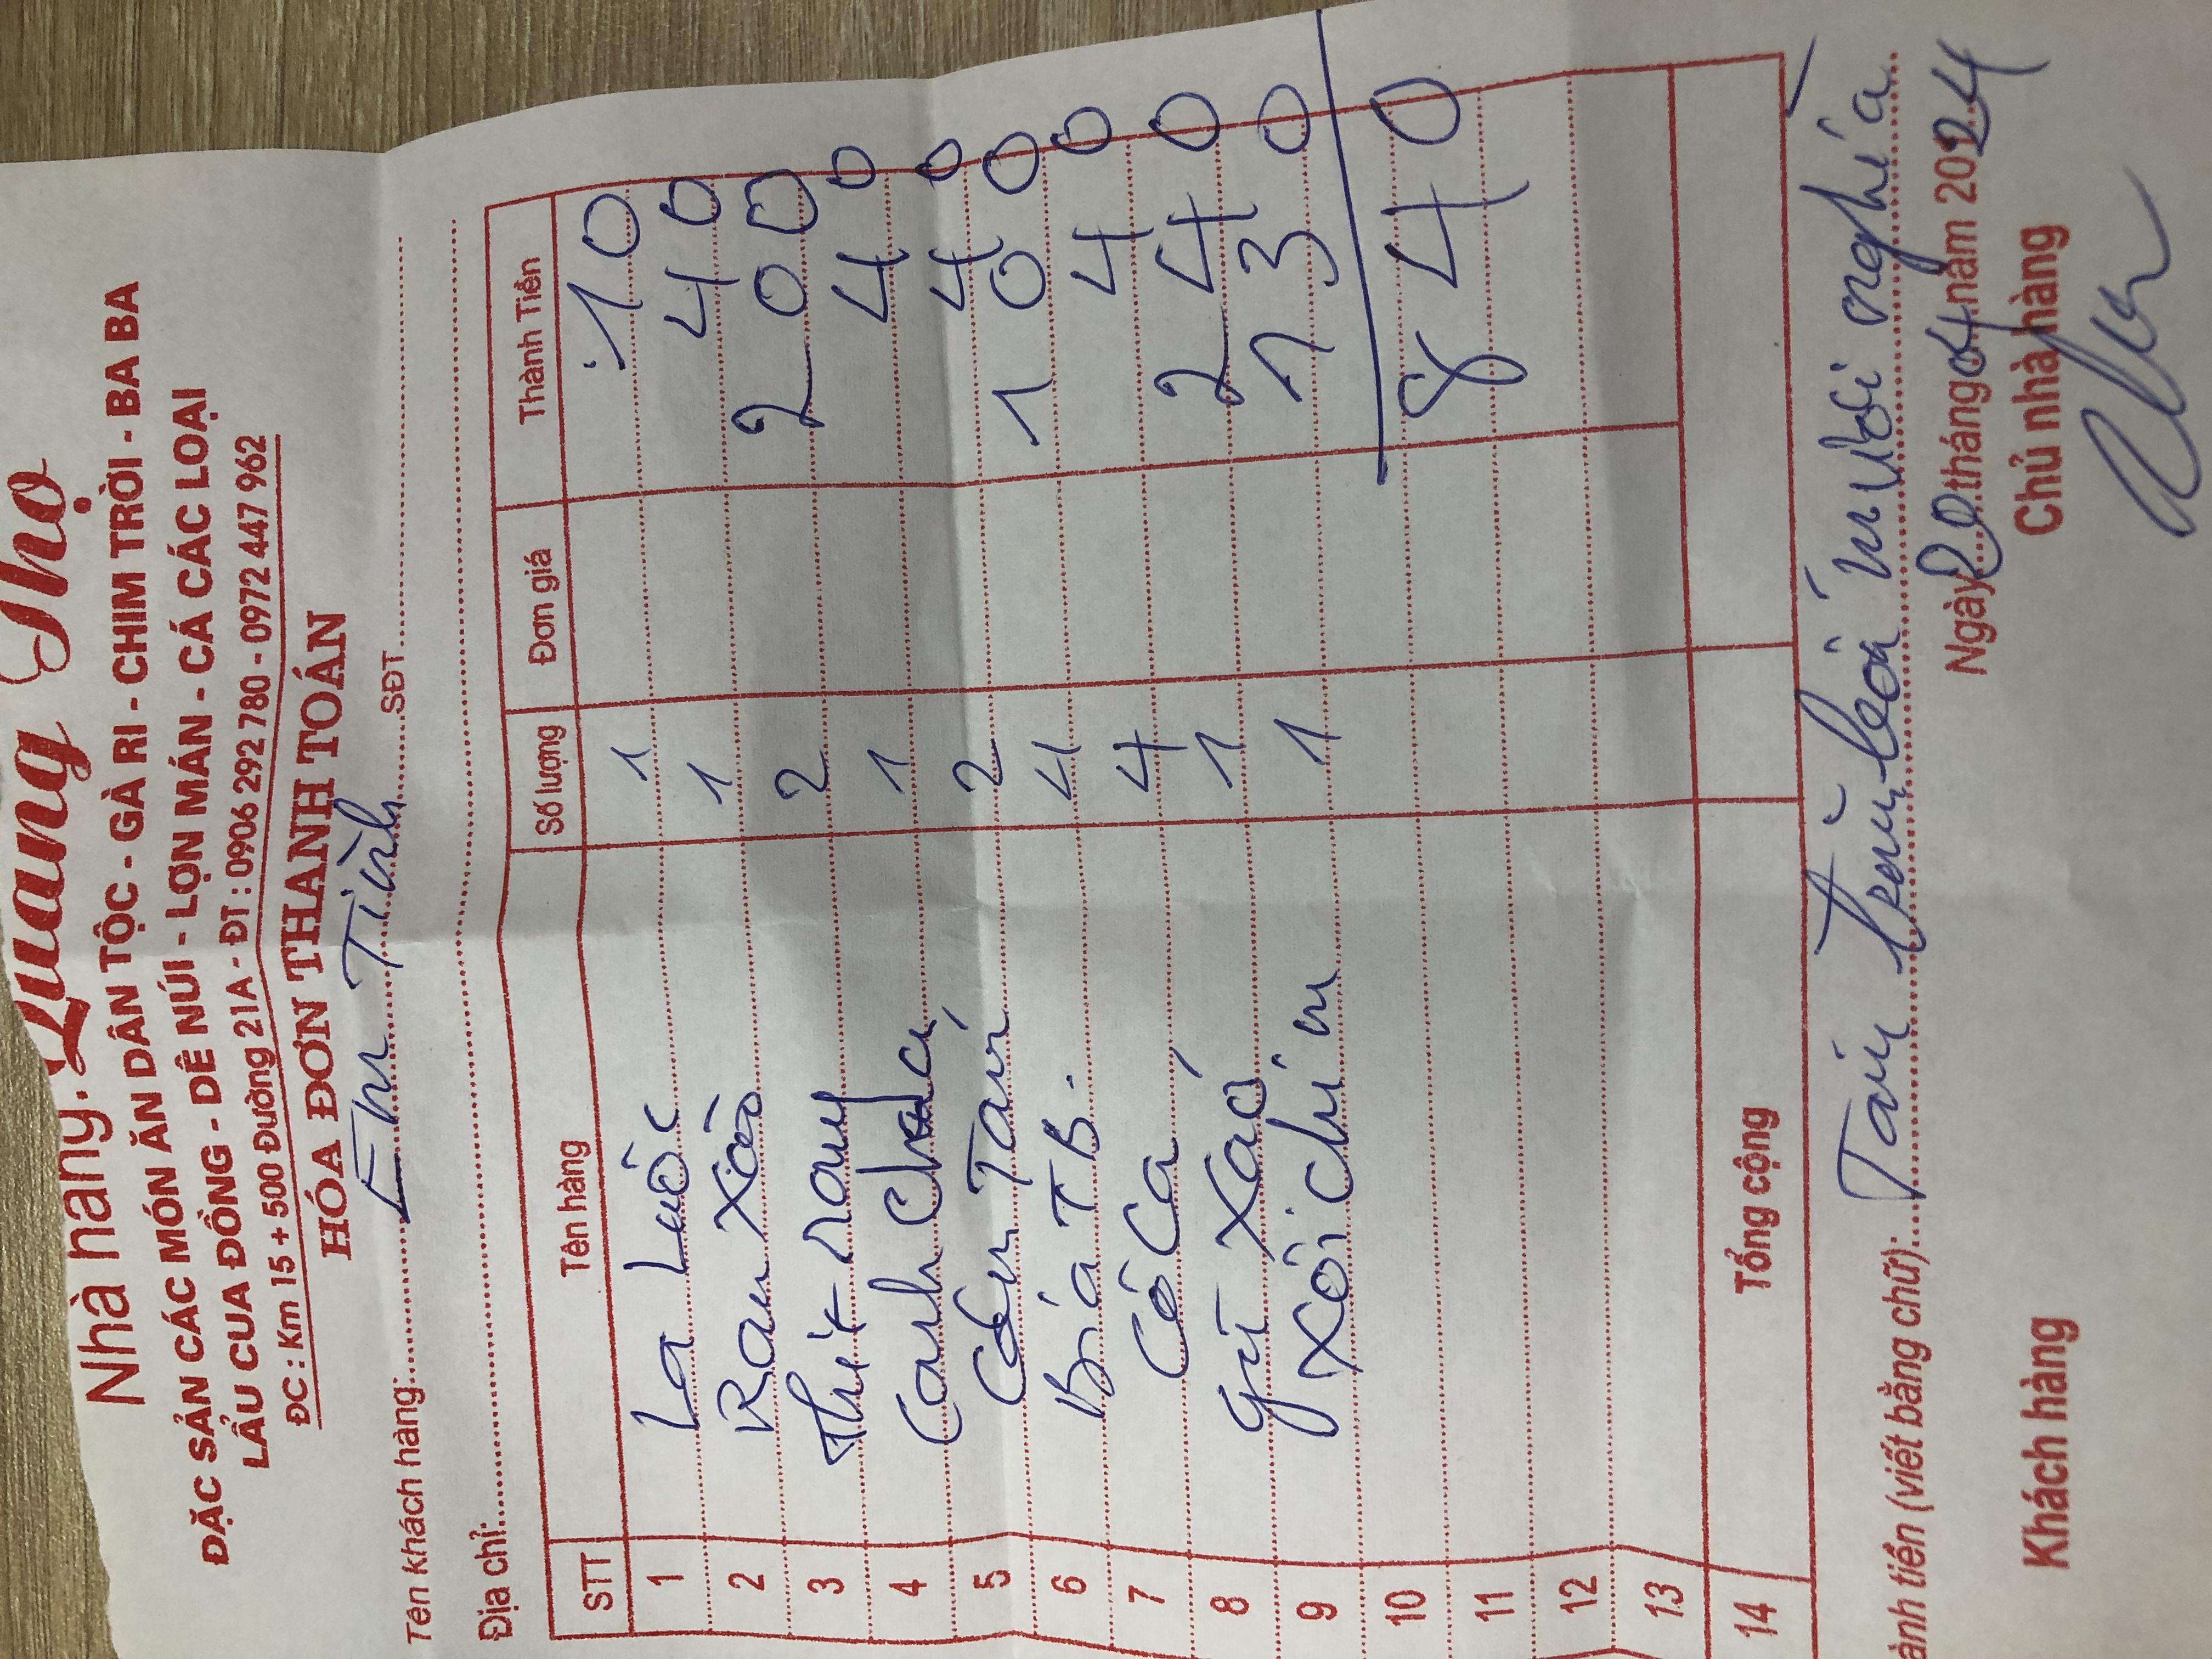 Nhà hàng: Quang Thọ
ĐẶC SẢN CÁC MÓN ĂN DÂN TỘC - GÀ RI - CHIM TRỜI - BA BA
LẨU CUA ĐỒNG - DÊ NÚI - LỢN MÁN - CÁ CÁC LOẠI
ĐC : Km 15 + 500 Đường 21A - ĐT : 0906 292 780 - 0972 447 962
HÓA ĐƠN THANH TOÁN
Tên khách hàng: Em SĐT
Địa chỉ:
STT Tên hàng Số lượng Đơn giá Thành Tiền
1 Lạ Luộc 1 10
2 Rau Xào 1 40
3 Thịt rang 2 200
4 Canh Chua 1 40
5 Cơm Tám 2 40
6 Bia TB 4 100
7 Cô Ca 4 40
8 Xào 1 240
9 Xôi chim 1 130
10 840
11
12
13
14 Tổng cộng
ành tiền (viết bằng chữ): Tám trăm bốn mươi nghìn
Ngày 20 tháng 04 năm 2024
Khách hàng Chủ nhà hàng